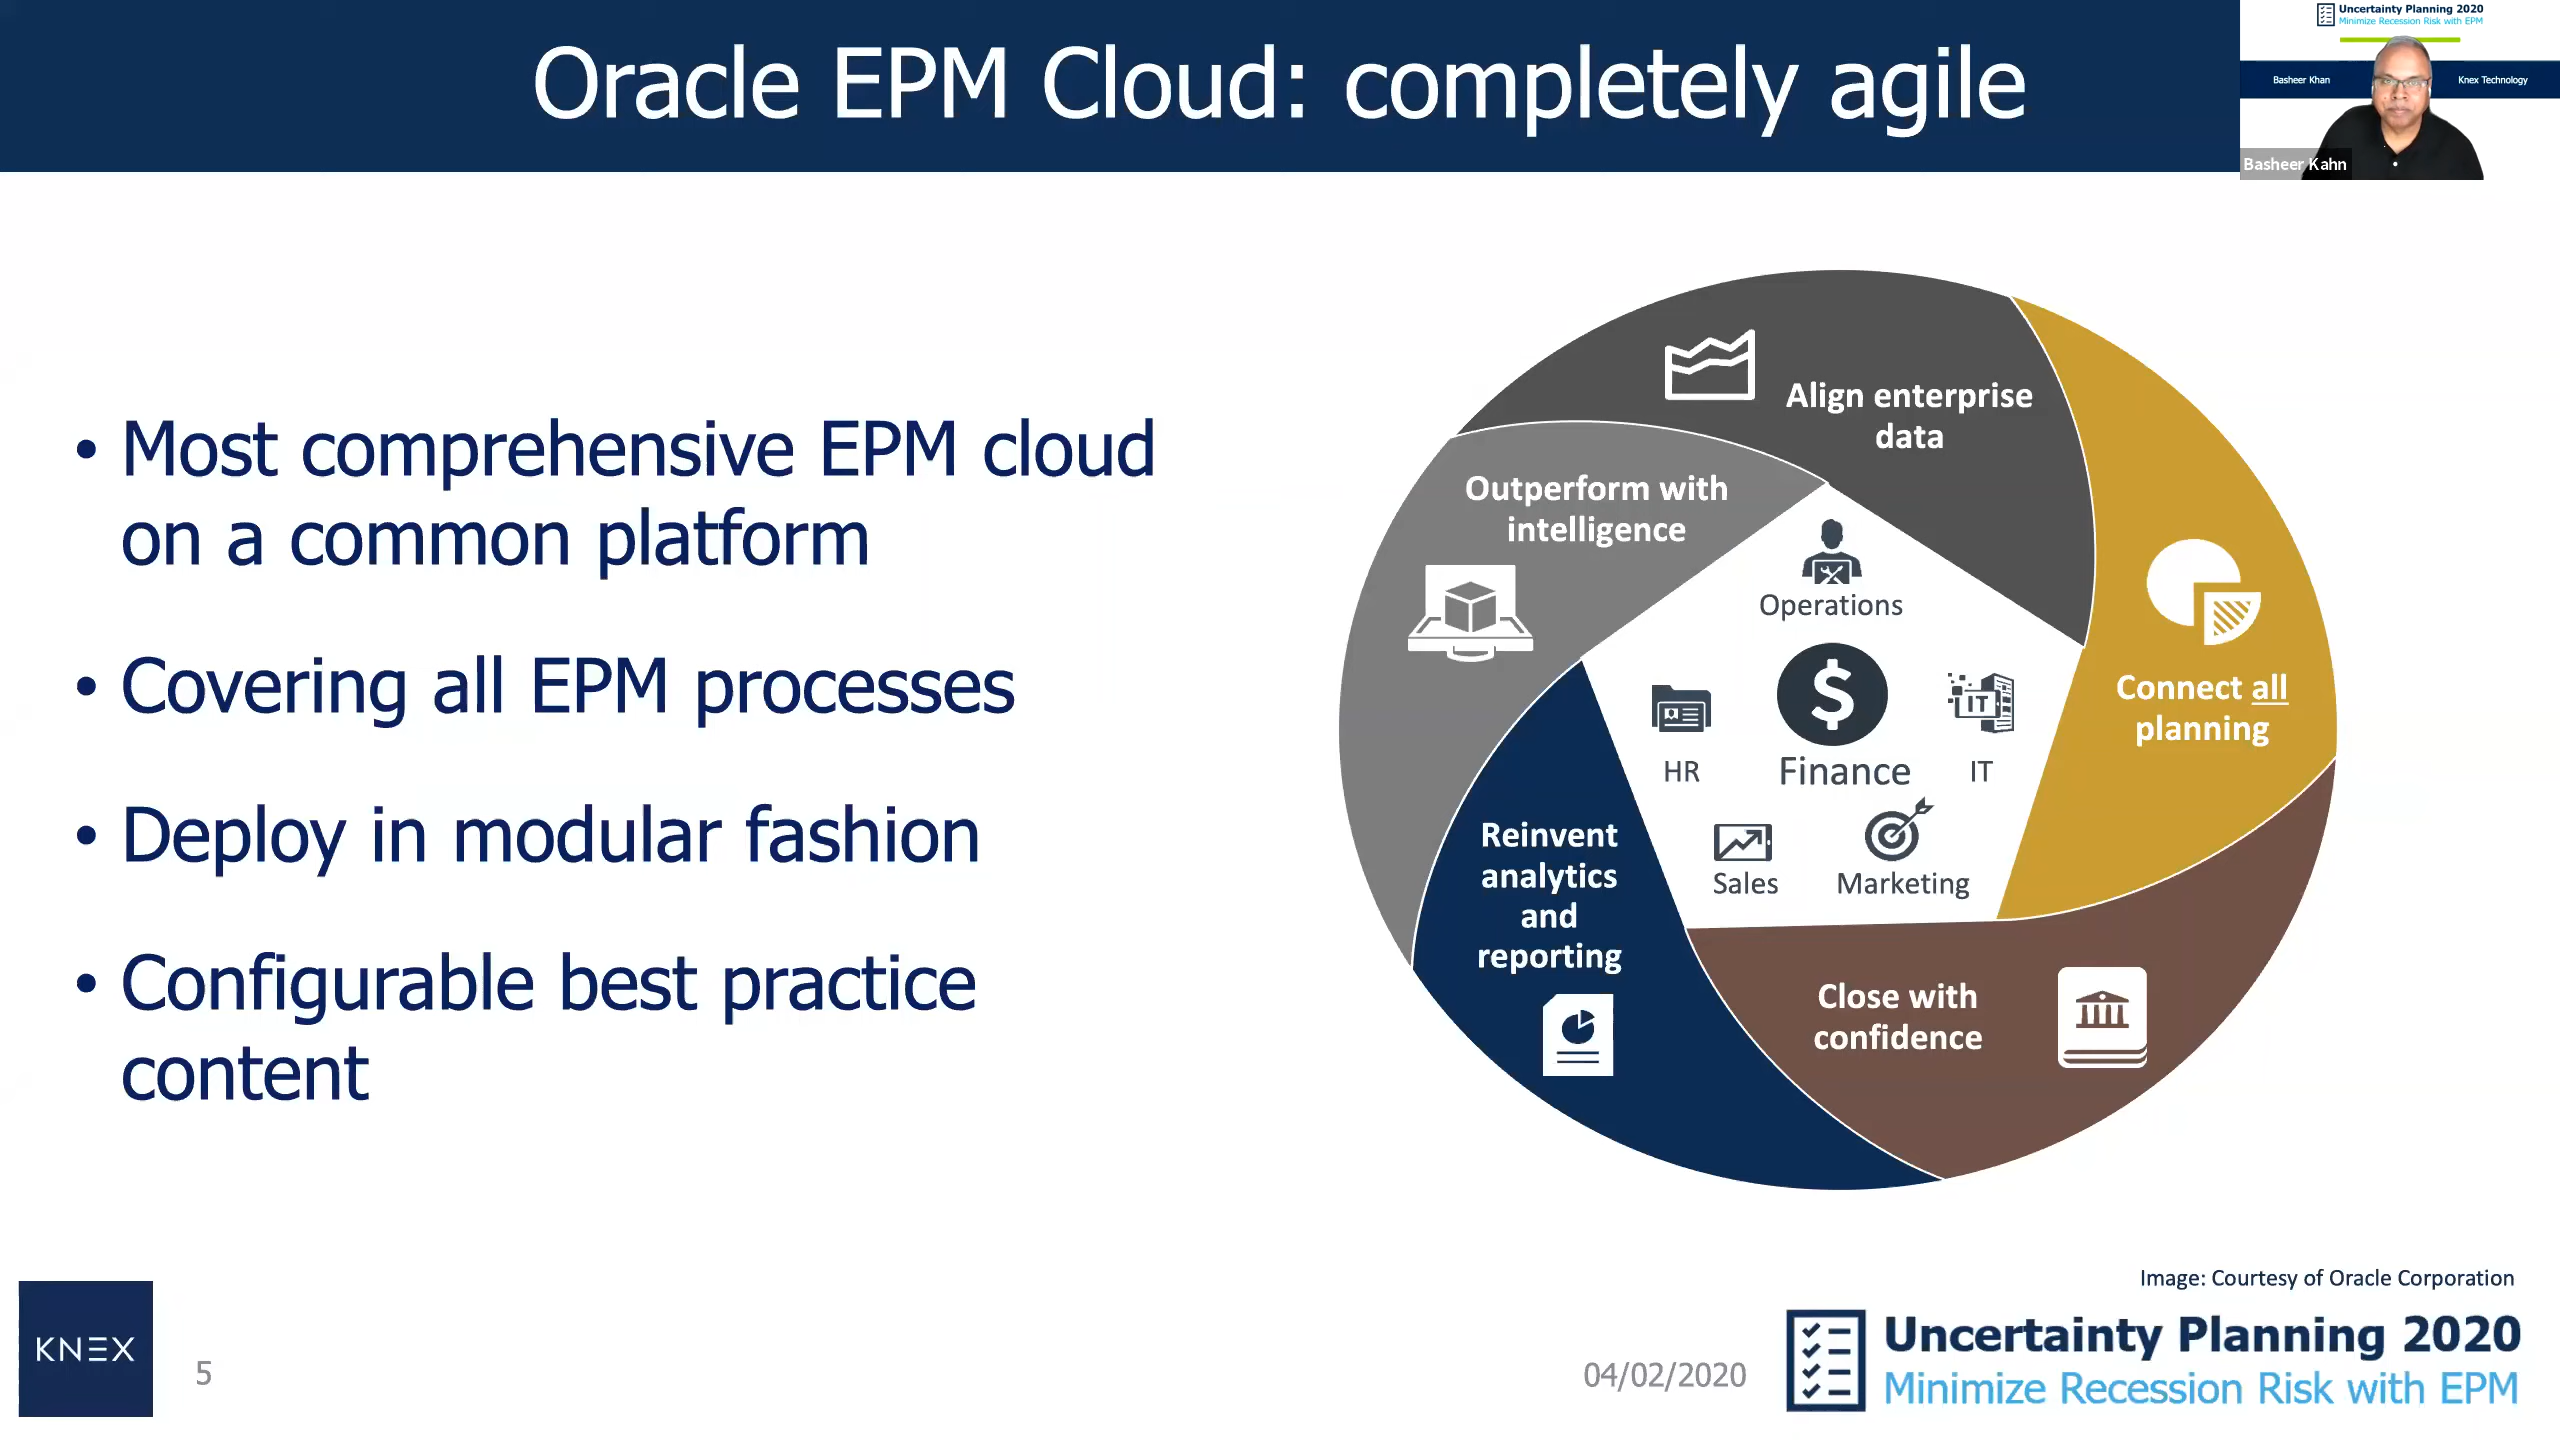 Oracle EPM Cloud: completely agile
Uncertainty Planning 2020
Minimize Recession Risk with EPM
Basheer Khan
Knex Technology
Basheer Kahn
• Most comprehensive EPM cloud
on a common platform
• Covering all EPM processes
• Deploy in modular fashion
• Configurable best practice
content
Align enterprise
data
Outperform with
intelligence
Connect all
planning
Operations
HR
Finance
IT
IT
Sales
Marketing
Reinvent
analytics
and
reporting
Close with
confidence
Image: Courtesy of Oracle Corporation
KNEX
5
04/02/2020
Uncertainty Planning 2020
Minimize Recession Risk with EPM